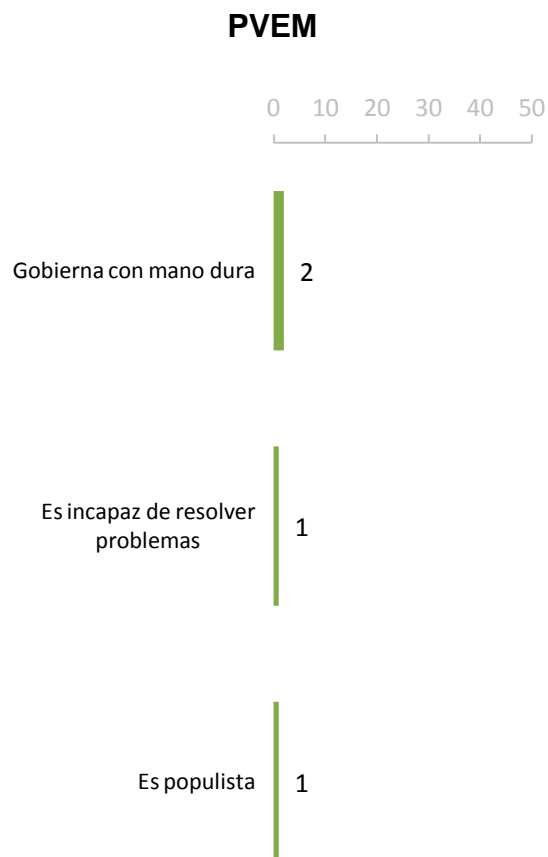 PVEM
0 10 20 30 40 50
Gobierna con mano dura 2
Es incapaz de resolver
problemas 1
Es populista 1